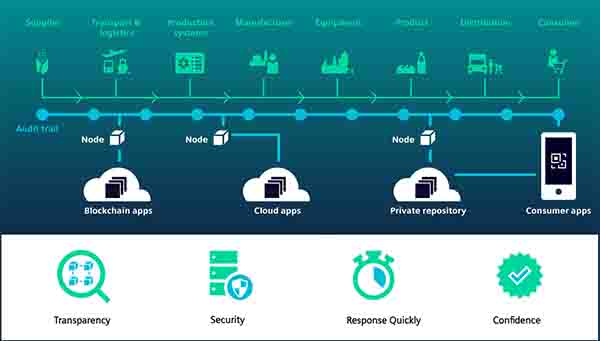 Supplier
Transport &
logistics
Production
systems
Manufacturer
Equipment
Product
Distribution
Consumer
Audit trail
Node
Node
Node
Blockchain apps
Cloud apps
Private repository
Consumer apps
Transparency
Security
Response Quickly
Confidence